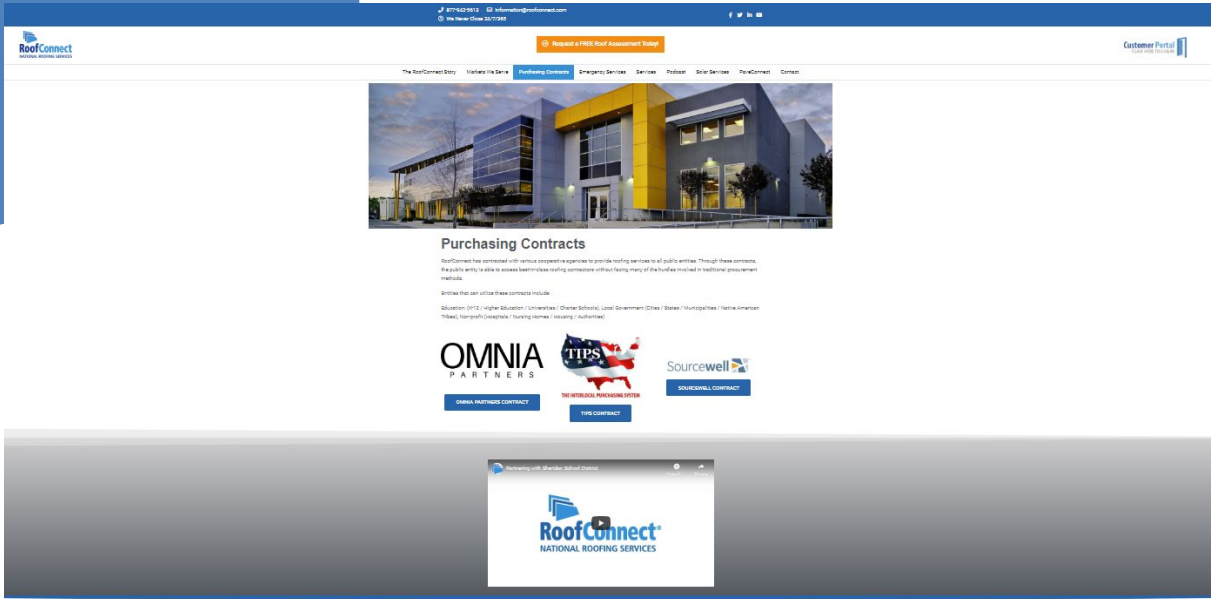 877-942-5613 information@roofconnect.com
We Never Close 24/7/365
RoofConnect
NATIONAL ROOFING SERVICES
Request a FREE Roof Assessment Today!
Customer Portal
CLICK HERE TO LOG IN
The RoofConnect Story Markets We Serve Purchasing Contracts Emergency Services Services Podcast Solar Services PaveConnect Contact
Purchasing Contracts
RoofConnect has contracted with various cooperative agencies to provide roofing services to all public entities. Through these contracts,
the public entity is able to access best-in-class roofing contractors without facing many of the hurdles involved in traditional procurement
methods.
Entities that can utilize these contracts include:
Education: (K-12 / Higher Education / Universities / Charter Schools), Local Government (Cities / States / Municipalities / Native American
Tribes), Non-profit (Hospitals / Nursing Homes / Housing / Authorities)
OMNIA
PARTNERS
OMNIA PARTNERS CONTRACT
TIPS
THE INTERLOCAL PURCHASING SYSTEM
TIPS CONTRACT
Sourcewell
SOURCEWELL CONTRACT
Partnering with Sheridan School District
Share
RoofConnect®
NATIONAL ROOFING SERVICES